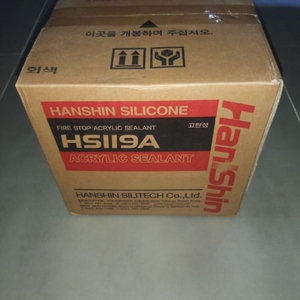 이곳을 개봉하여 주십시오.
회색
HANSHIN SILICONE
FIRE STOP ACRYLIC SEALANT
고탄성
HS119A
ACRYLIC SEALANT
HANSHIN SILITECH Co.,Ltd.
HanShin